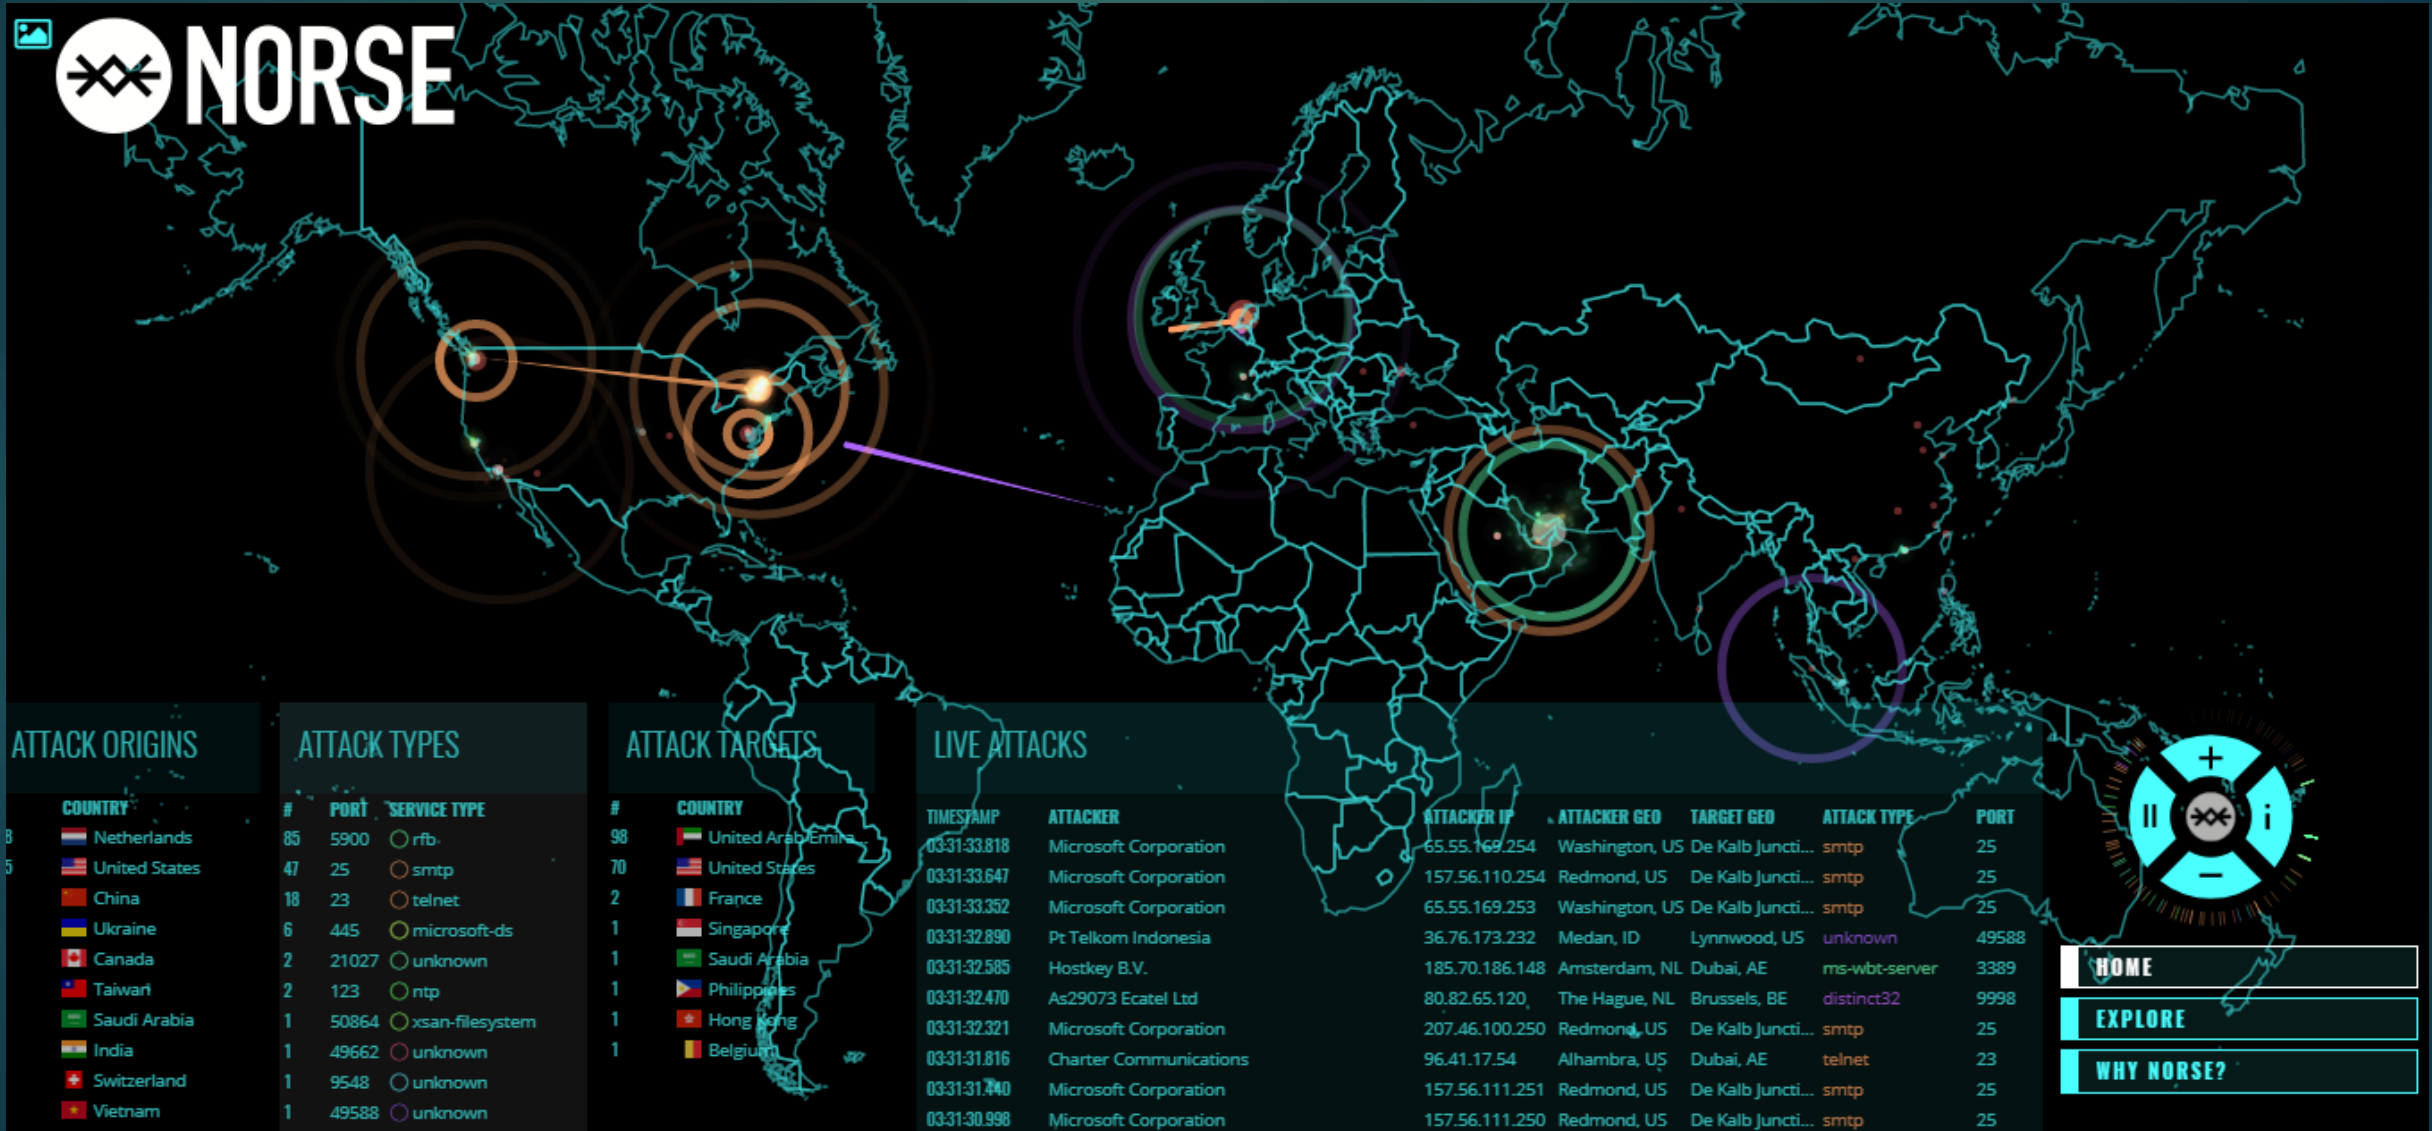 NORSE
ATTACK ORIGINS
COUNTRY
8 Netherlands
5 United States
China
Ukraine
Canada
Taiwan
Saudi Arabia
India
Switzerland
Vietnam
ATTACK TYPES
# PORT SERVICE TYPE
85 5900 rfb
47 25 smtp
18 23 telnet
6 445 microsoft-ds
2 21027 unknown
2 123 ntp
1 50864 xsan-filesystem
1 49662 unknown
1 9548 unknown
1 49588 unknown
ATTACK TARGETS
# COUNTRY
98 United Arab Emira...
70 United States
2 France
1 Singapore
1 Saudi Arabia
1 Philippines
1 Hong Kong
1 Belgium
LIVE ATTACKS
TIMESTAMP ATTACKER ATTACKER IP ATTACKER GEO TARGET GEO ATTACK TYPE PORT
03:31:33.818 Microsoft Corporation 65.55.169.254 Washington, US De Kalb Juncti... smtp 25
03:31:33.647 Microsoft Corporation 157.56.110.254 Redmond, US De Kalb Juncti... smtp 25
03:31:33.352 Microsoft Corporation 65.55.169.253 Washington, US De Kalb Juncti... smtp 25
03:31:32.890 Pt Telkom Indonesia 36.76.173.232 Medan, ID Lynnwood, US unknown 49588
03:31:32.585 Hostkey B.V. 185.70.186.148 Amsterdam, NL Dubai, AE ms-wbt-server 3389
03:31:32.470 As29073 Ecatel Ltd 80.82.65.120 The Hague, NL Brussels, BE distinct32 9998
03:31:32.321 Microsoft Corporation 207.46.100.250 Redmond, US De Kalb Juncti... smtp 25
03:31:31.816 Charter Communications 96.41.17.54 Alhambra, US Dubai, AE telnet 23
03:31:31.440 Microsoft Corporation 157.56.111.251 Redmond, US De Kalb Juncti... smtp 25
03:31:30.998 Microsoft Corporation 157.56.111.250 Redmond, US De Kalb Juncti... smtp 25
+
II i
−
HOME
EXPLORE
WHY NORSE?